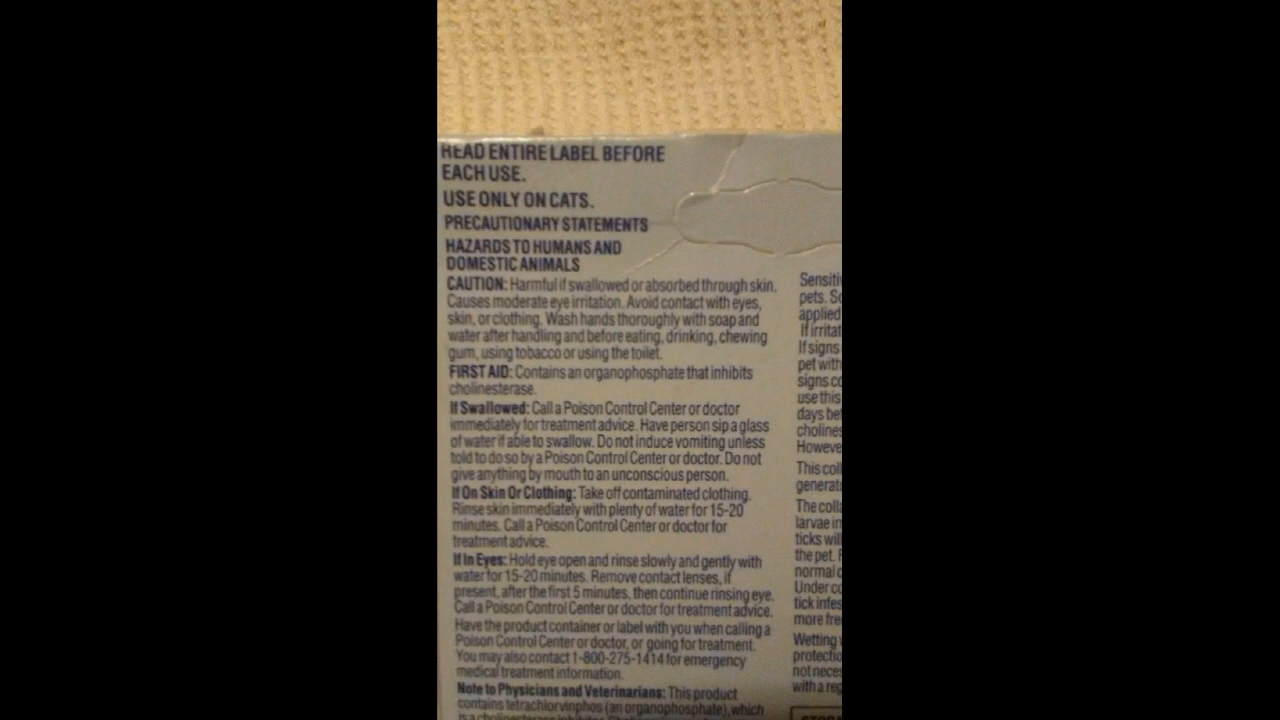 READ ENTIRE LABEL BEFORE
EACH USE.
USE ONLY ON CATS.
PRECAUTIONARY STATEMENTS
HAZARDS TO HUMANS AND
DOMESTIC ANIMALS
CAUTION: Harmful if swallowed or absorbed through skin.
Causes moderate eye irritation. Avoid contact with eyes,
skin, or clothing. Wash hands thoroughly with soap and
water after handling and before eating, drinking, chewing
gum, using tobacco or using the toilet.
FIRST AID: Contains an organophosphate that inhibits
cholinesterase.
If Swallowed: Call a Poison Control Center or doctor
immediately for treatment advice. Have person sip a glass
of water if able to swallow. Do not induce vomiting unless
told to do so by a Poison Control Center or doctor. Do not
give anything by mouth to an unconscious person.
If On Skin Or Clothing: Take off contaminated clothing.
Rinse skin immediately with plenty of water for 15-20
minutes. Call a Poison Control Center or doctor for
treatment advice.
If In Eyes: Hold eye open and rinse slowly and gently with
water for 15-20 minutes. Remove contact lenses, if
present, after the first 5 minutes, then continue rinsing eye.
Call a Poison Control Center or doctor for treatment advice.
Have the product container or label with you when calling a
Poison Control Center or doctor, or going for treatment.
You may also contact 1-800-275-1414 for emergency
medical treatment information.
Note to Physicians and Veterinarians: This product
contains tetrachlorvinphos (an organophosphate), which
is a cholinesterase inhibitor.
Sensiti
pets. So
applied
If irritat
If signs
pet with
signs co
use this
days be
choline
Howeve
This coll
generat
The colla
larvae in
ticks will
the pet.
normal
Under co
tick infes
more fre
Wetting
protectio
not neces
with a reg